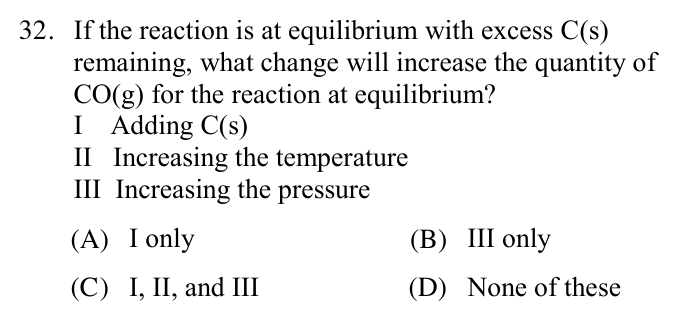 32. If the reaction is at equilibrium with excess C(s)
remaining, what change will increase the quantity of
CO(g) for the reaction at equilibrium?
I Adding C(s)
II Increasing the temperature
III Increasing the pressure
(A) I only (B) III only
(C) I, II, and III (D) None of these